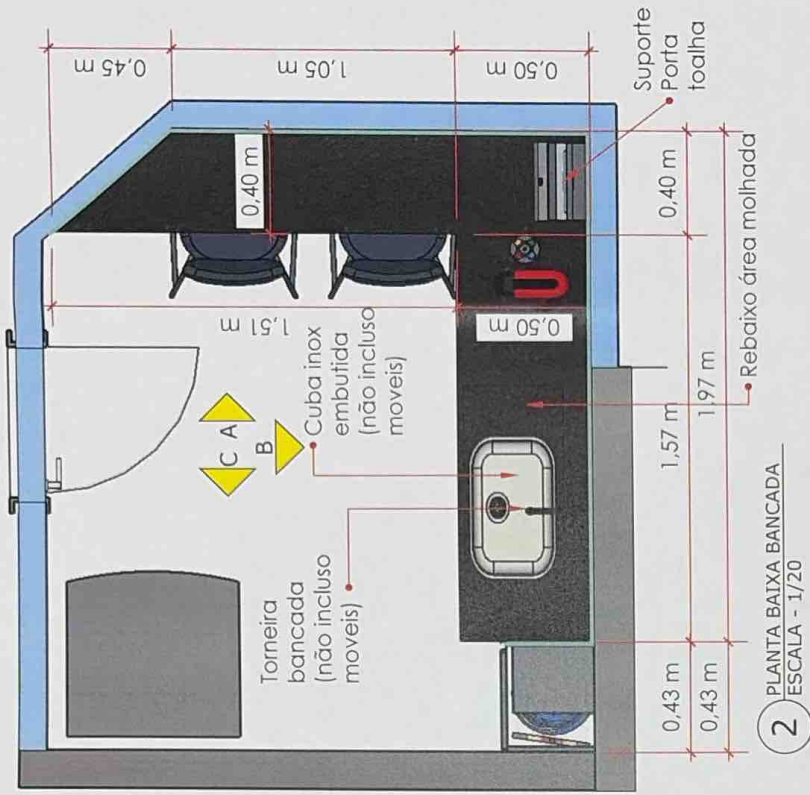 0,45 m
1,05 m
0,50 m
Suporte
Porta
toalha
0,40 m
1,51 m
0,50 m
C A
B
Cuba inox
embutida
(não incluso
moveis)
Torneira
bancada
(não incluso
moveis)
0,40 m
1,57 m
1,97 m
Rebaixo área molhada
0,43 m
0,43 m
2
PLANTA BAIXA BANCADA
ESCALA - 1/20